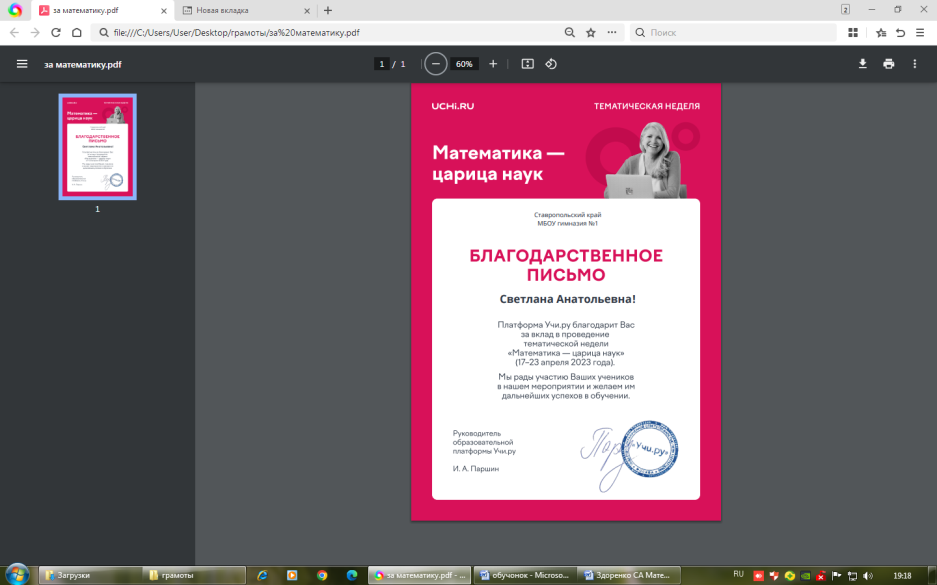 за математику.pdf
Новая вкладка
2
file:///C:/Users/User/Desktop/грамоты/за%20математику.pdf
Поиск
за математику.pdf
1 / 1
60%
1
UCHi.RU
ТЕМАТИЧЕСКАЯ НЕДЕЛЯ
Математика —
царица наук
Ставропольский край
МБОУ гимназия №1
БЛАГОДАРСТВЕННОЕ
ПИСЬМО
Светлана Анатольевна!
Платформа Учи.ру благодарит Вас
за вклад в проведение
тематической недели
«Математика — царица наук»
(17–23 апреля 2023 года).
Мы рады участию Ваших учеников
в нашем мероприятии и желаем им
дальнейших успехов в обучении.
Руководитель
образовательной
платформы Учи.ру
И. А. Паршин
«Учи.ру»
Загрузки
грамоты
за математику.pdf - ...
обучонок - Microso...
Здоренко СА Мате...
RU
19:18